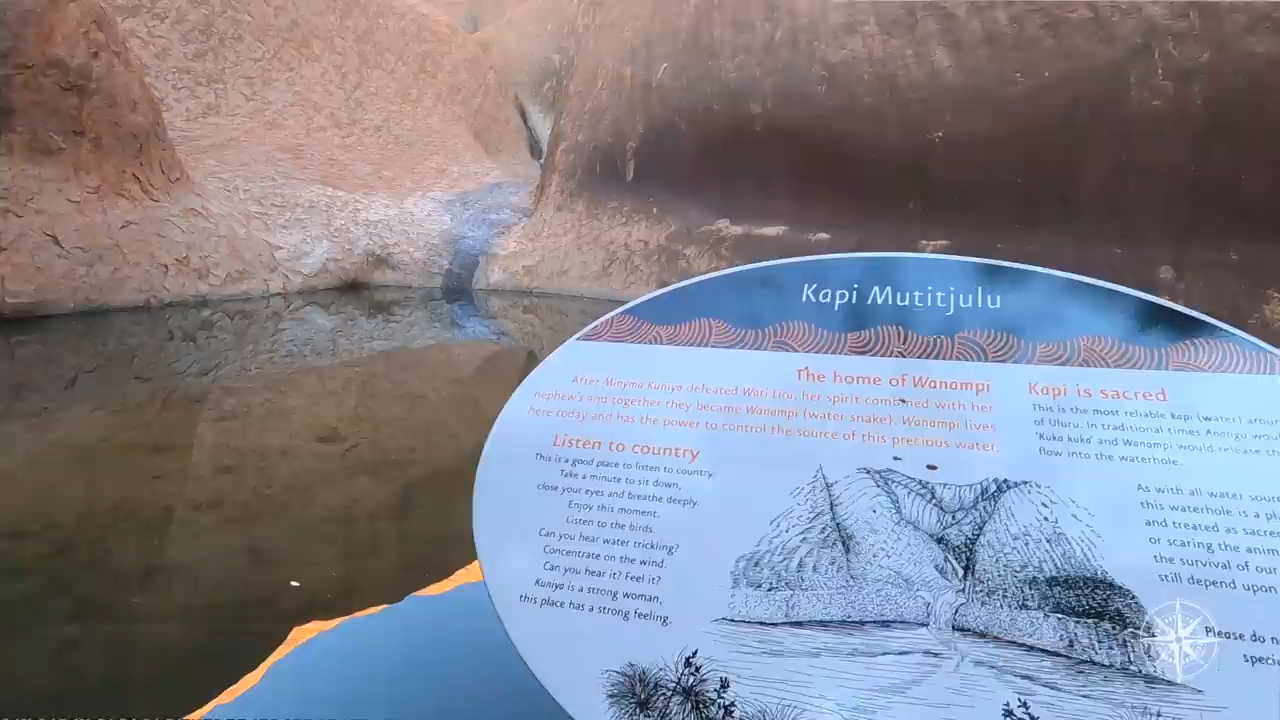 Kapi Muṯitjulu
The home of Wanampi
After Minyma Kuniya defeated Wati Liru, her spirit combined with her
nephew's and together they became Wanampi (water snake). Wanampi lives
here today and has the power to control the source of this precious water.
Listen to country
This is a good place to listen to country.
Take a minute to sit down,
close your eyes and breathe deeply.
Enjoy this moment.
Listen to the birds.
Can you hear water trickling?
Concentrate on the wind.
Can you hear it? Feel it?
Kuniya is a strong woman,
this place has a strong feeling.
Kapi is sacred
This is the most reliable kapi (water)
of Uluru. In traditional times Anangu
'Kuka kuka' and Wanampi would release
flow into the waterhole.
As with all water
this waterhole is a
and treated as
or scaring the
the survival of our
still depend upon
Please do